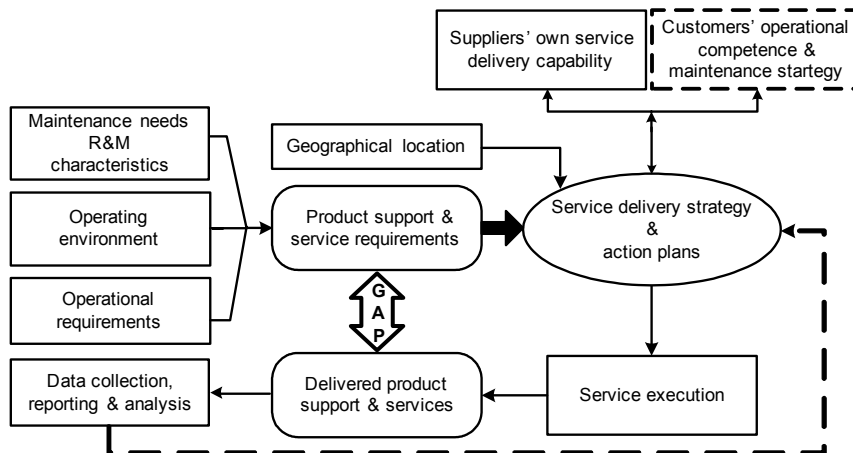 Suppliers' own service
delivery capability
Customers' operational
competence &
maintenance startegy
Maintenance needs
R&M
characteristics
Geographical location
Operating
environment
Product support &
service requirements
Service delivery strategy
&
action plans
Operational
requirements
G
A
P
Data collection,
reporting & analysis
Delivered product
support & services
Service execution